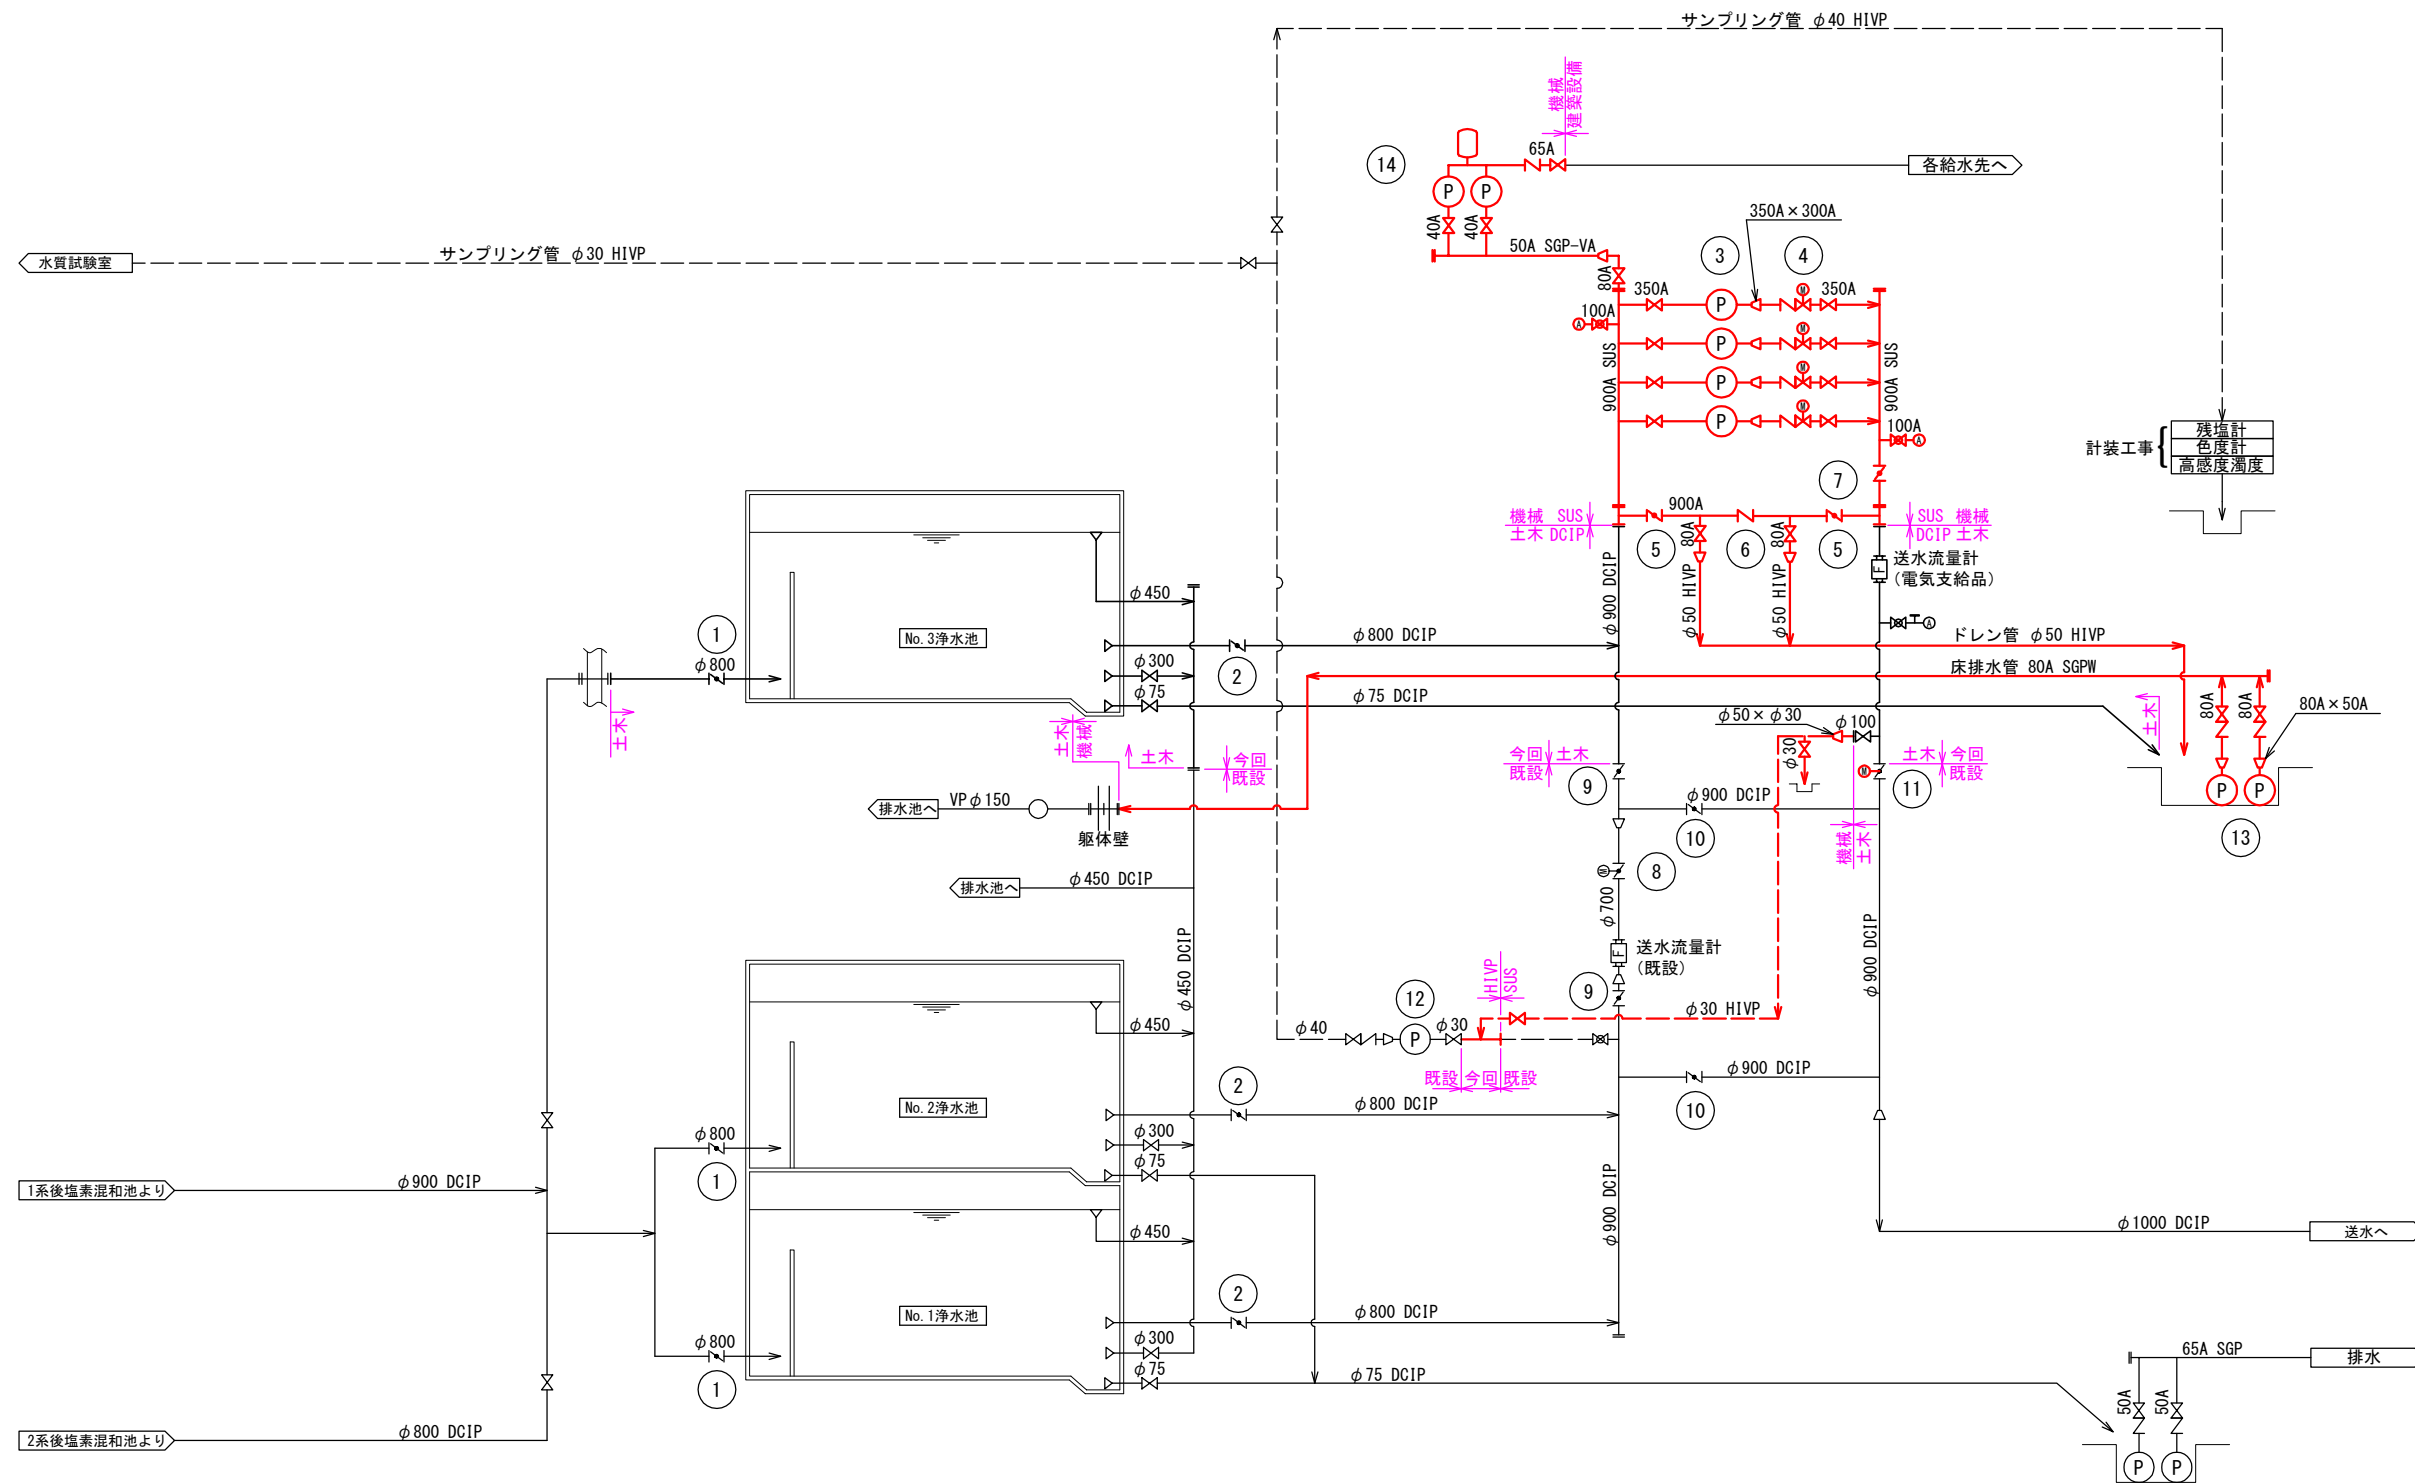 サンプリング管 φ40 HIVP
機械
建築設備
14
65A
各給水先へ
P
P
40A
40A
350A×300A
サンプリング管 φ30 HIVP
水質試験室
50A SGP-VA
3
4
80A
350A
M
350A
P
100A
A
M
P
900A SUS
900A SUS
M
P
M
P
100A
A
計装工事
残塩計
色度計
高感度濁度
7
900A
機械 SUS
土木 DCIP
SUS 機械
DCIP 土木
80A
80A
5
6
5
送水流量計
(電気支給品)
F
φ900 DCIP
φ50 HIVP
φ50 HIVP
φ450
A
1
No.3浄水池
φ800 DCIP
ドレン管 φ50 HIVP
φ800
φ300
2
床排水管 80A SGPW
φ75
φ75 DCIP
土木
土木
機械
土木
今回
既設
φ50×φ30
φ100
φ30
土木
80A
80A
80A×50A
今回 土木
既設
土木 今回
既設
M
9
11
P
P
13
排水池へ
VPφ150
躯体壁
φ900 DCIP
10
機械
土木
M
8
排水池へ
φ450 DCIP
φ700
φ450 DCIP
φ900 DCIP
F
送水流量計
(既設)
HIVP
SUS
9
12
φ30 HIVP
φ450
φ40
P
φ30
既設 今回 既設
φ900 DCIP
10
2
No.2浄水池
φ800 DCIP
φ800
φ300
φ75
1
1系後塩素混和池より
φ900 DCIP
φ900 DCIP
φ450
φ1000 DCIP
送水へ
2
No.1浄水池
φ800 DCIP
φ800
φ300
65A SGP
排水
φ75
φ75 DCIP
1
50A
50A
2系後塩素混和池より
φ800 DCIP
P
P